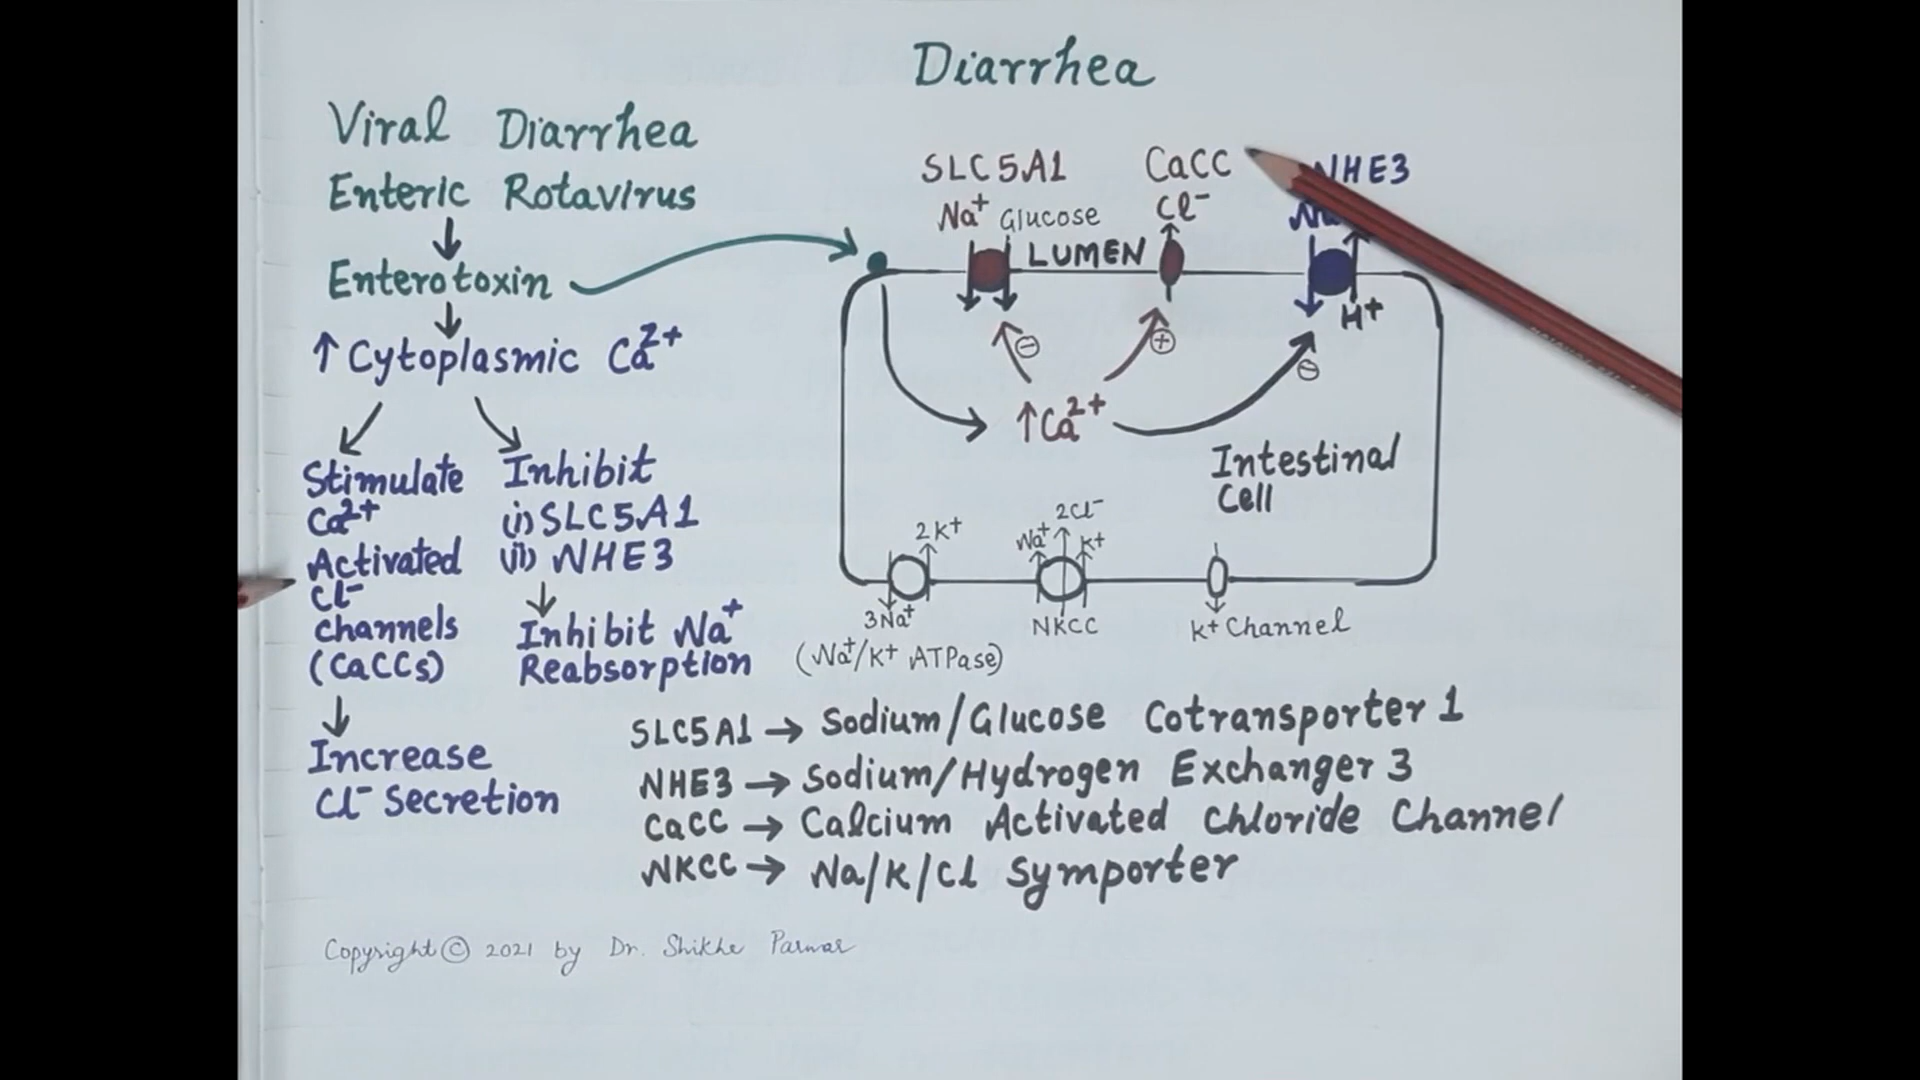 Diarrhea
Viral Diarrhea
Enteric Rotavirus
Enterotoxin
↑ Cytoplasmic Ca²⁺
Stimulate
Ca²⁺
Activated
Cl⁻
channels
(CaCCs)
Increase
Cl⁻ Secretion
Inhibit
(i) SLC5A1
(ii) NHE3
Inhibit Na⁺
Reabsorption
SLC5A1
Na⁺ Glucose
LUMEN
CaCC
Cl⁻
NHE3
H⁺
⊖
⊕
⊖
↑Ca²⁺
Intestinal
Cell
2K⁺
3Na⁺
(Na⁺/K⁺ ATPase)
2Cl⁻
Na⁺
K⁺
NKCC
K⁺ Channel
SLC5A1 → Sodium/Glucose Cotransporter 1
NHE3 → Sodium/Hydrogen Exchanger 3
CaCC → Calcium Activated Chloride Channel
NKCC → Na/K/Cl Symporter
Copyright © 2021 by Dr. Shikha Parmar